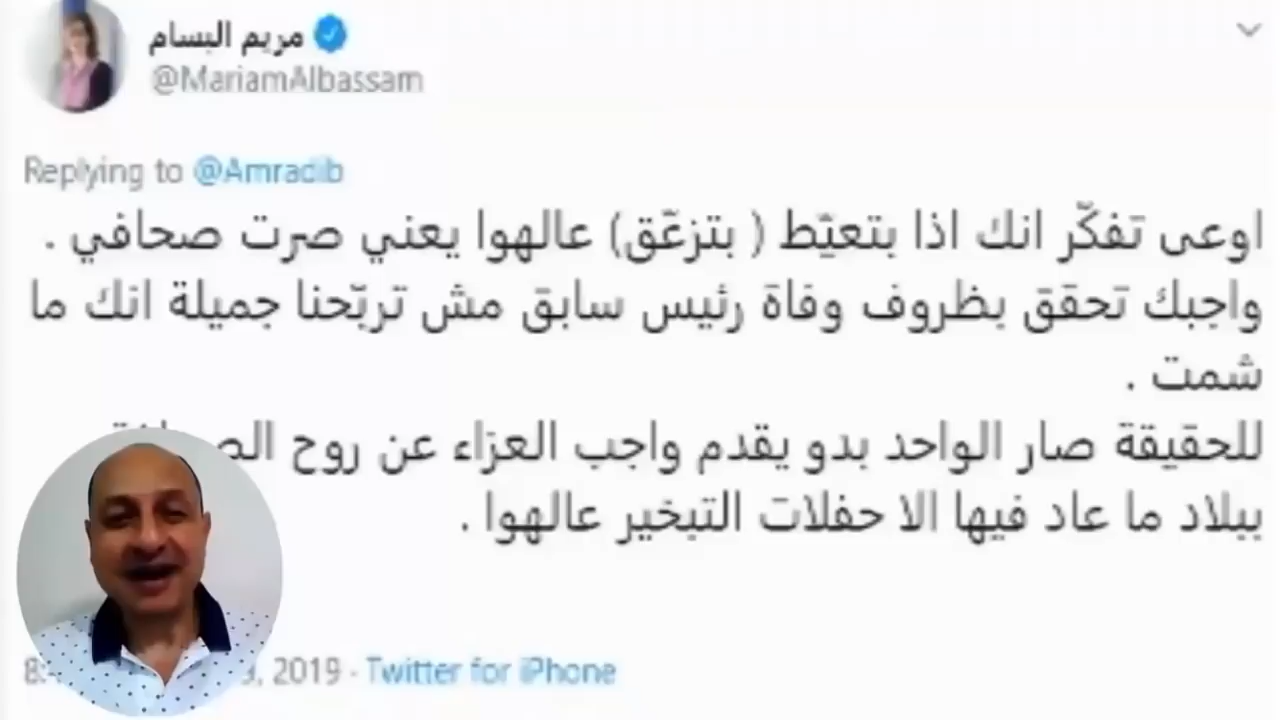 مريم البسام
@MariamAlbassam
Replying to @Amradib
اوعى تفكّر انك اذا بتعيّط ( بتزعّق) عالهوا يعني صرت صحافي .
واجبك تحقق بظروف وفاة رئيس سابق مش تربّحنا جميلة انك ما
شمت .
للحقيقة صار الواحد بدو يقدم واجب العزاء عن روح
ببلاد ما عاد فيها الا حفلات التبخير عالهوا .
2019 · Twitter for iPhone